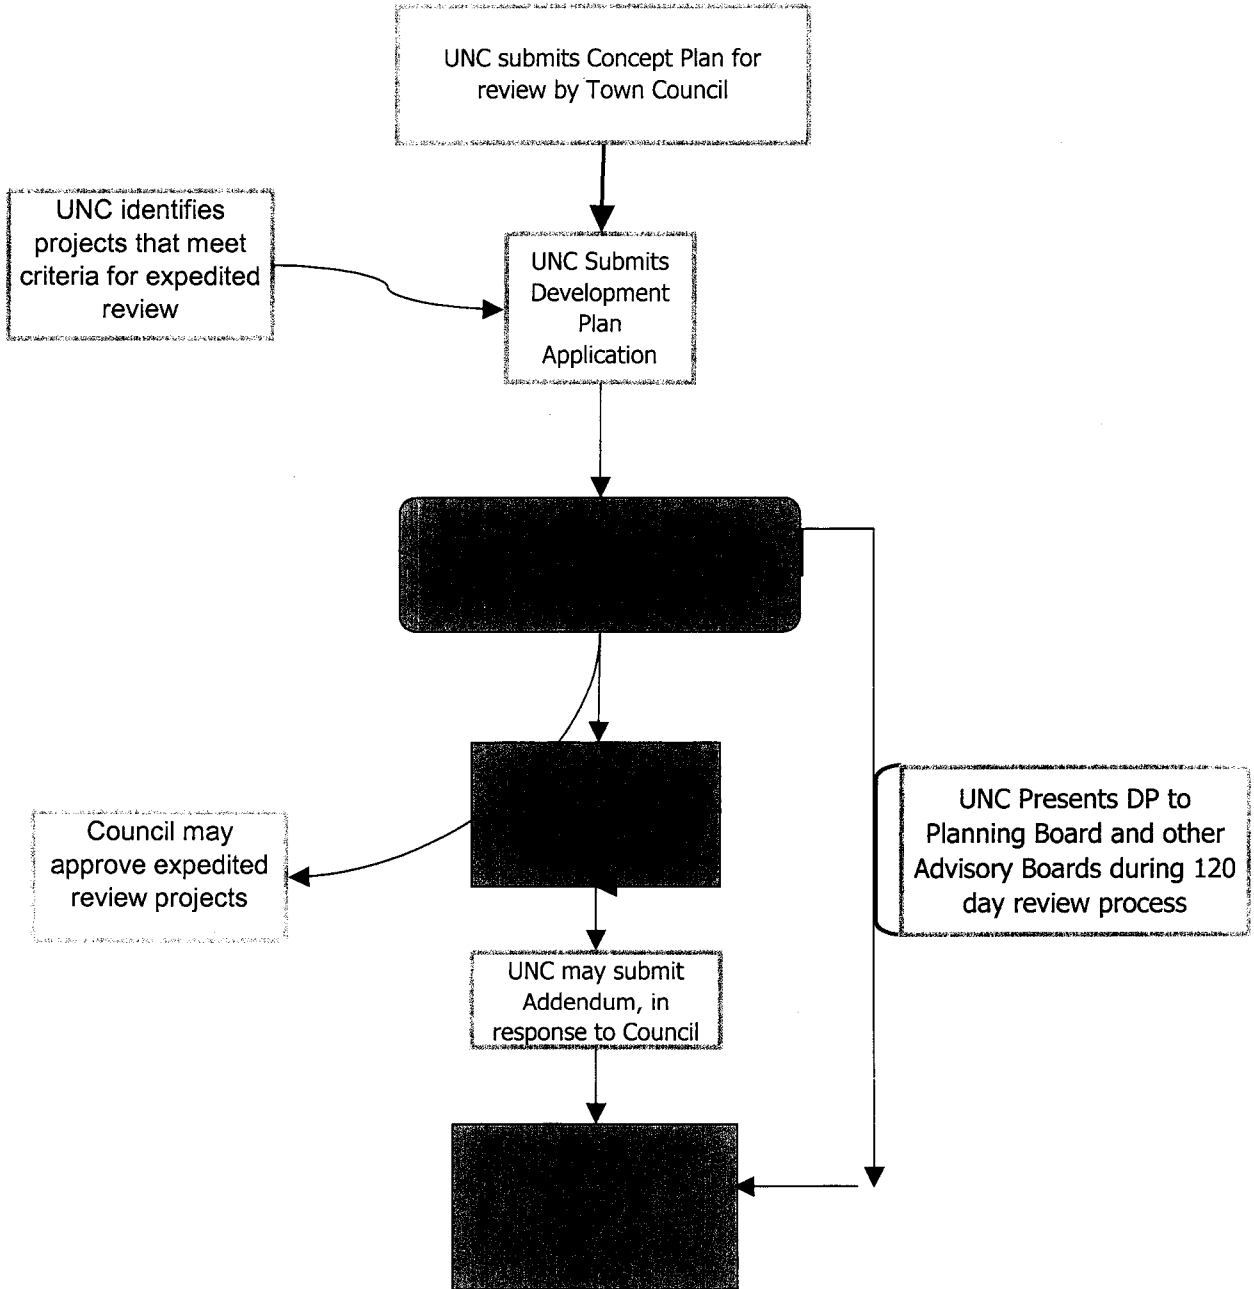 UNC submits Concept Plan for
review by Town Council
UNC identifies
projects that meet
criteria for expedited
review
UNC Submits
Development
Plan
Application
Council may
approve expedited
review projects
UNC Presents DP to
Planning Board and other
Advisory Boards during 120
day review process
UNC may submit
Addendum, in
response to Council